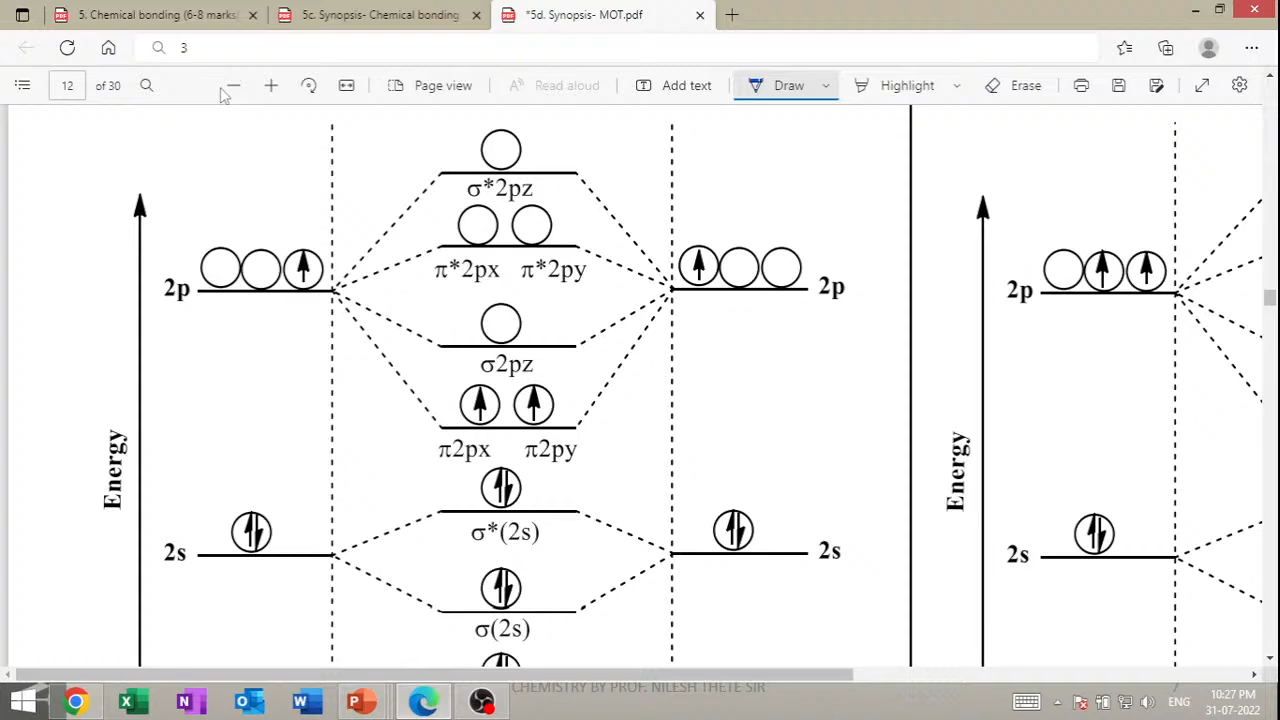 5. Chemical bonding (6-8 marks
5c. Synopsis- Chemical bonding
*5d. Synopsis- MOT.pdf
3
12 of 30
Page view
Read aloud
Add text
Draw
Highlight
Erase
σ*2pz
π*2px π*2py
2p
2p
2p
σ2pz
π2px π2py
Energy
Energy
σ*(2s)
2s
2s
2s
σ(2s)
CHEMISTRY BY PROF. NILESH THETE SIR
ENG
10:27 PM
31-07-2022